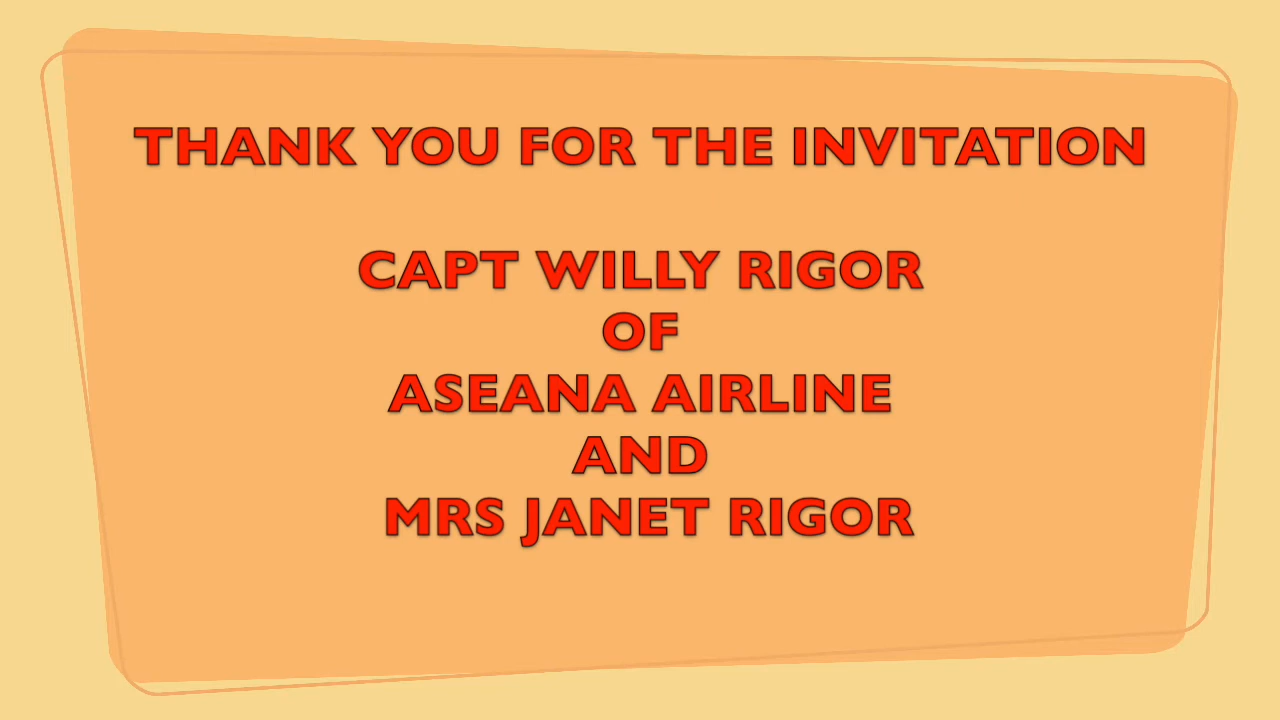 THANK YOU FOR THE INVITATION
CAPT WILLY RIGOR
OF
ASEANA AIRLINE
AND
MRS JANET RIGOR